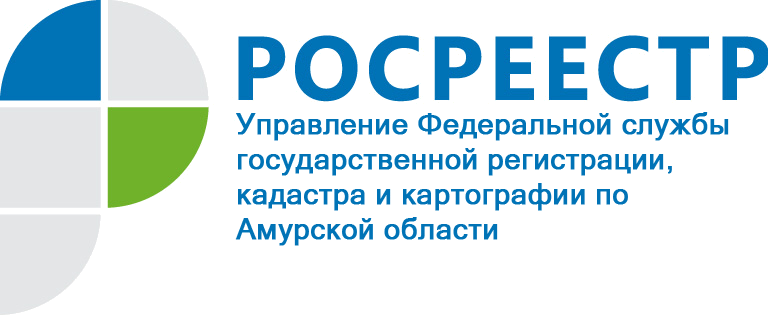 РОСРЕЕСТР
Управление Федеральной службы
государственной регистрации,
кадастра и картографии по
Амурской области